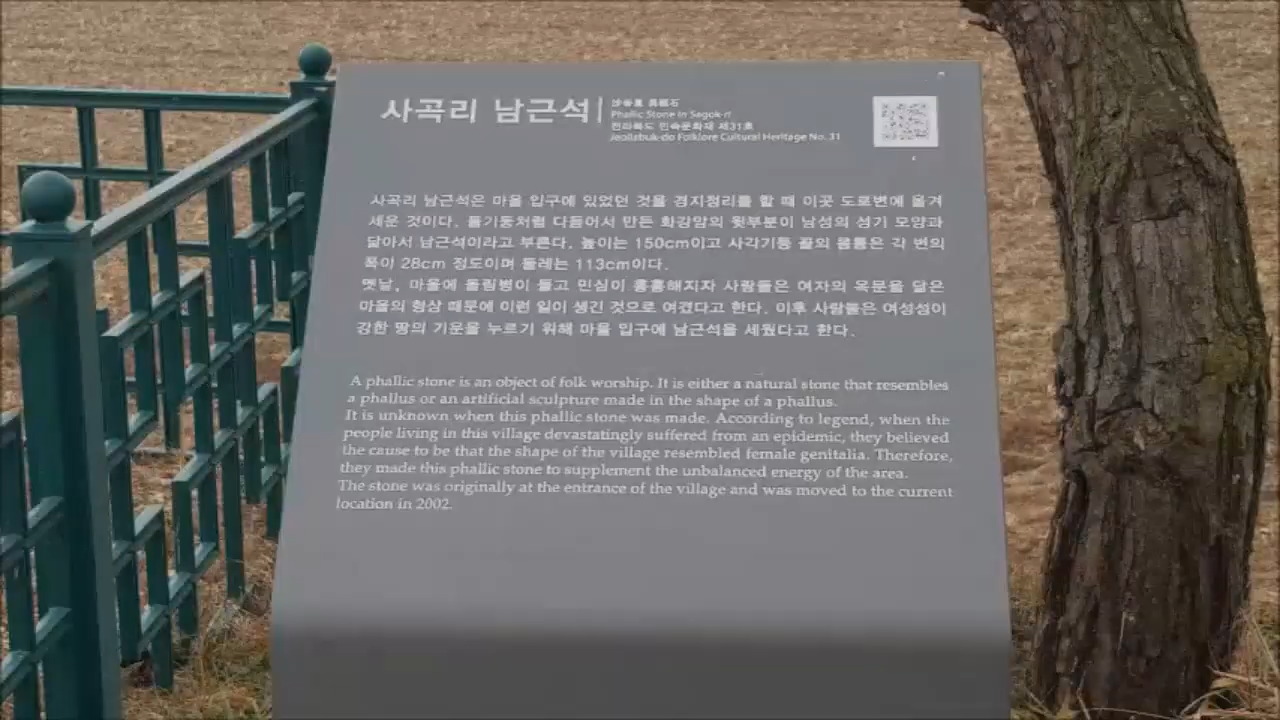 사곡리 남근석
沙谷里 男根石
Phallic Stone in Sagok-ri
전라북도 민속문화재 제31호
Jeollabuk-do Folklore Cultural Heritage No. 31
사곡리 남근석은 마을 입구에 있었던 것을 경지정리를 할 때 이곳 도로변에 옮겨
세운 것이다. 돌기둥처럼 다듬어서 만든 화강암의 윗부분이 남성의 성기 모양과
닮아서 남근석이라고 부른다. 높이는 150cm이고 사각기둥 꼴의 몸통은 각 변의
폭이 28cm 정도이며 둘레는 113cm이다.
옛날, 마을에 돌림병이 돌고 민심이 흉흉해지자 사람들은 여자의 옥문을 닮은
마을의 형상 때문에 이런 일이 생긴 것으로 여겼다고 한다. 이후 사람들은 여성성이
강한 땅의 기운을 누르기 위해 마을 입구에 남근석을 세웠다고 한다.
A phallic stone is an object of folk worship. It is either a natural stone that resembles
a phallus or an artificial sculpture made in the shape of a phallus.
It is unknown when this phallic stone was made. According to legend, when the
people living in this village devastatingly suffered from an epidemic, they believed
the cause to be that the shape of the village resembled female genitalia. Therefore,
they made this phallic stone to supplement the unbalanced energy of the area.
The stone was originally at the entrance of the village and was moved to the current
location in 2002.